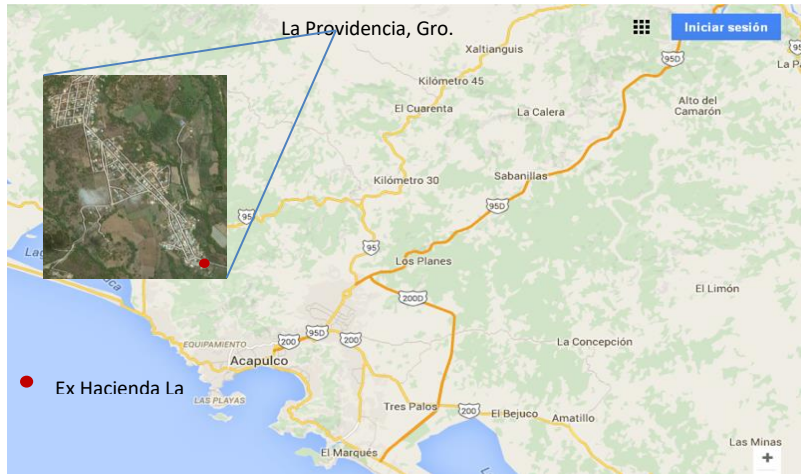 La Providencia, Gro.
Iniciar sesión
Xaltianguis
95D
La P
Kilómetro 45
El Cuarenta
La Calera
Alto del
Camarón
Kilómetro 30
Sabanillas
95
95D
95
Los Planes
200D
El Limón
EQUIPAMIENTO
200
95D
200
La Concepción
Acapulco
Ex Hacienda La
LAS PLAYAS
Tres Palos
200
El Bejuco
Amatillo
Las Minas
El Marqués
+